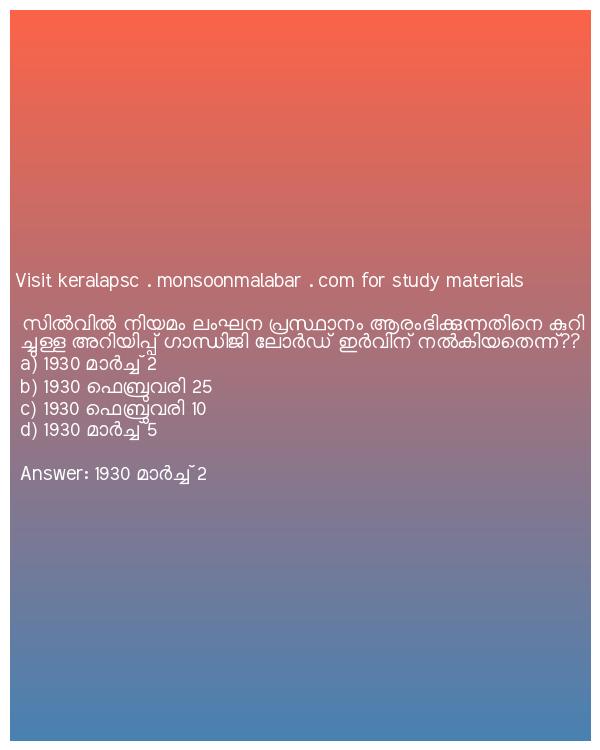 Visit keralapsc . monsoonmalabar . com for study materials
സിൽവിൽ നിയമം ലംഘന പ്രസ്ഥാനം ആരംഭിക്കുന്നതിനെ കുറി
ച്ചുള്ള അറിയിപ്പ് ഗാന്ധിജി ലോർഡ് ഇർവിന് നൽകിയതെന്ന്??
a) 1930 മാർച്ച് 2
b) 1930 ഫെബ്രുവരി 25
c) 1930 ഫെബ്രുവരി 10
d) 1930 മാർച്ച് 5
Answer: 1930 മാർച്ച് 2